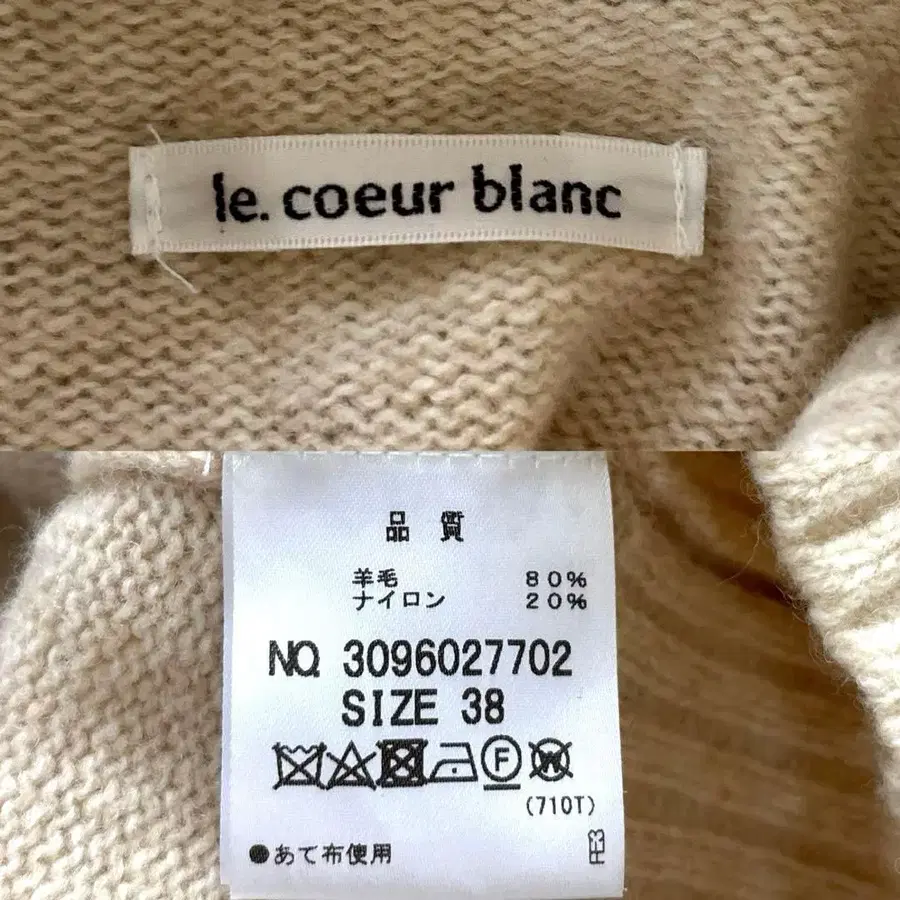 le. coeur blanc
品 質
羊毛 80%
ナイロン 20%
NO. 3096027702
SIZE 38
F W
(710T)
●あて布使用